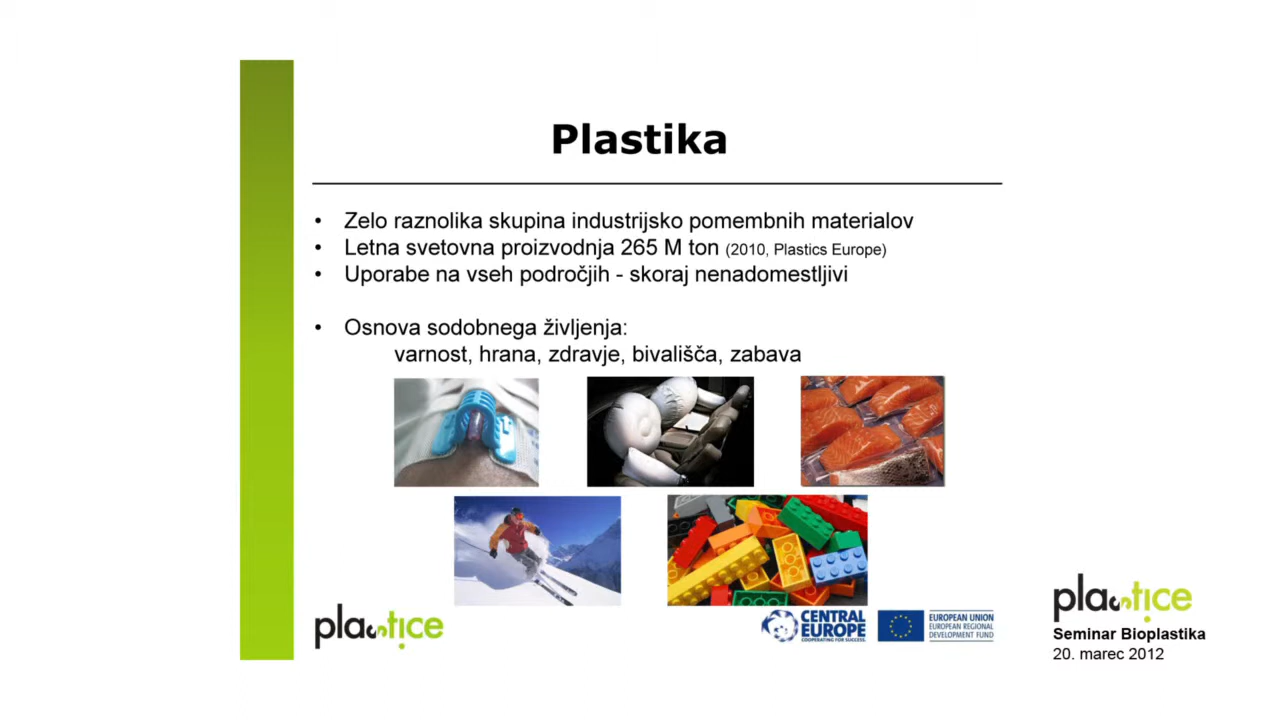 Plastika
• Zelo raznolika skupina industrijsko pomembnih materialov
• Letna svetovna proizvodnja 265 M ton (2010, Plastics Europe)
• Uporabe na vseh področjih - skoraj nenadomestljivi
• Osnova sodobnega življenja:
varnost, hrana, zdravje, bivališča, zabava
plastice
CENTRAL
EUROPE
COOPERATING FOR SUCCESS.
EUROPEAN UNION
EUROPEAN REGIONAL
DEVELOPMENT FUND
plastice
Seminar Bioplastika
20. marec 2012